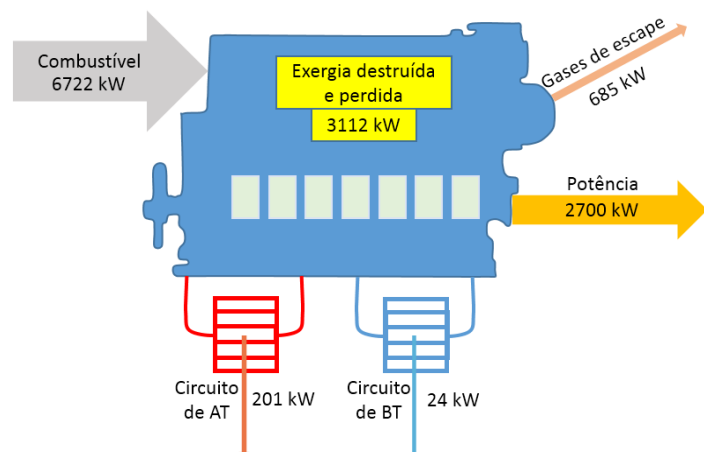 Combustível
6722 kW
Exergia destruída
e perdida
3112 kW
Gases de escape
685 kW
Potência
2700 kW
Circuito
de AT
201 kW
Circuito
de BT
24 kW